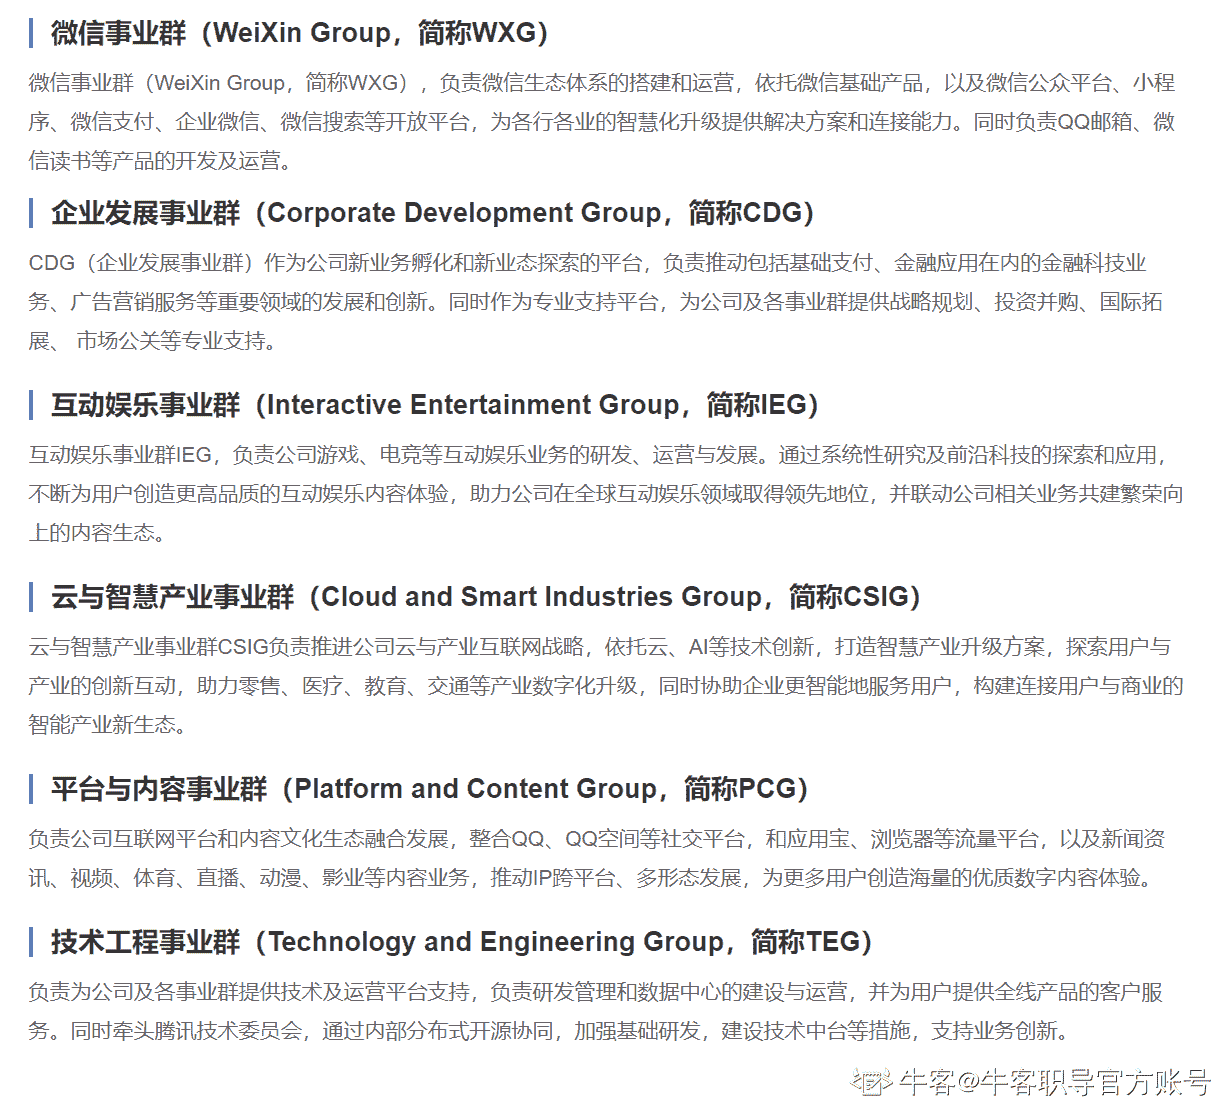 微信事业群（WeiXin Group，简称WXG）
微信事业群（WeiXin Group，简称WXG），负责微信生态体系的搭建和运营，依托微信基础产品，以及微信公众平台、小程
序、微信支付、企业微信、微信搜索等开放平台，为各行各业的智慧化升级提供解决方案和连接能力。同时负责QQ邮箱、微
信读书等产品的开发及运营。
企业发展事业群（Corporate Development Group，简称CDG）
CDG（企业发展事业群）作为公司新业务孵化和新业态探索的平台，负责推动包括基础支付、金融应用在内的金融科技业
务、广告营销服务等重要领域的发展和创新。同时作为专业支持平台，为公司及各事业群提供战略规划、投资并购、国际拓
展、 市场公关等专业支持。
互动娱乐事业群（Interactive Entertainment Group，简称IEG）
互动娱乐事业群IEG，负责公司游戏、电竞等互动娱乐业务的研发、运营与发展。通过系统性研究及前沿科技的探索和应用，
不断为用户创造更高品质的互动娱乐内容体验，助力公司在全球互动娱乐领域取得领先地位，并联动公司相关业务共建繁荣向
上的内容生态。
云与智慧产业事业群（Cloud and Smart Industries Group，简称CSIG）
云与智慧产业事业群CSIG负责推进公司云与产业互联网战略，依托云、AI等技术创新，打造智慧产业升级方案，探索用户与
产业的创新互动，助力零售、医疗、教育、交通等产业数字化升级，同时协助企业更智能地服务用户，构建连接用户与商业的
智能产业新生态。
平台与内容事业群（Platform and Content Group，简称PCG）
负责公司互联网平台和内容文化生态融合发展，整合QQ、QQ空间等社交平台，和应用宝、浏览器等流量平台，以及新闻资
讯、视频、体育、直播、动漫、影业等内容业务，推动IP跨平台、多形态发展，为更多用户创造海量的优质数字内容体验。
技术工程事业群（Technology and Engineering Group，简称TEG）
负责为公司及各事业群提供技术及运营平台支持，负责研发管理和数据中心的建设与运营，并为用户提供全线产品的客户服
务。同时牵头腾讯技术委员会，通过内部分布式开源协同，加强基础研发，建设技术中台等措施，支持业务创新。
牛客@牛客职导官方账号